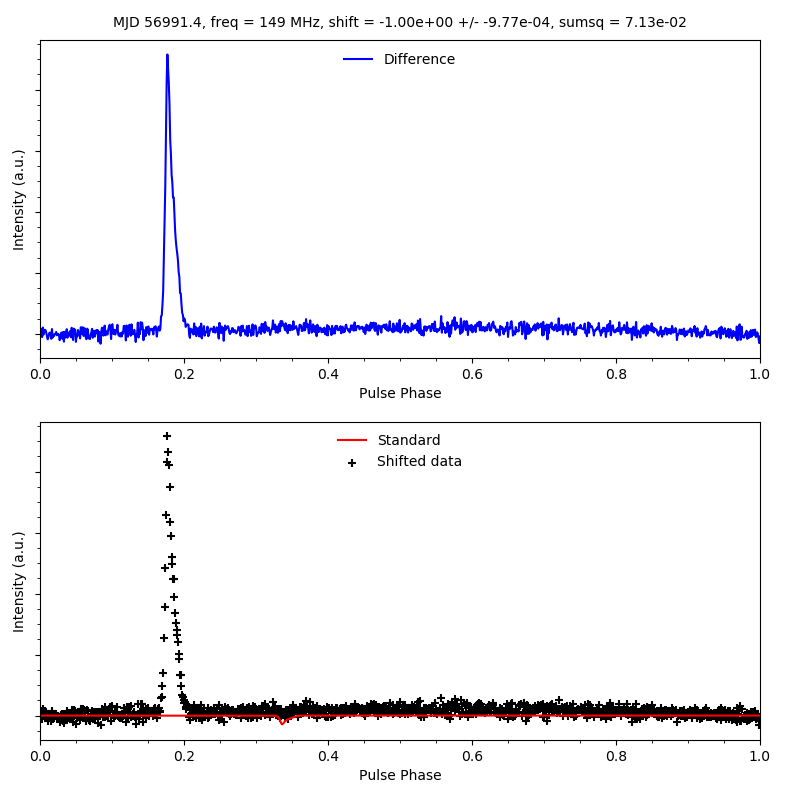 MJD 56991.4, freq = 149 MHz, shift = -1.00e+00 +/- -9.77e-04, sumsq = 7.13e-02
Difference
Intensity (a.u.)
0.0 0.2 0.4 0.6 0.8 1.0
Pulse Phase
Standard
Shifted data
Intensity (a.u.)
0.0 0.2 0.4 0.6 0.8 1.0
Pulse Phase